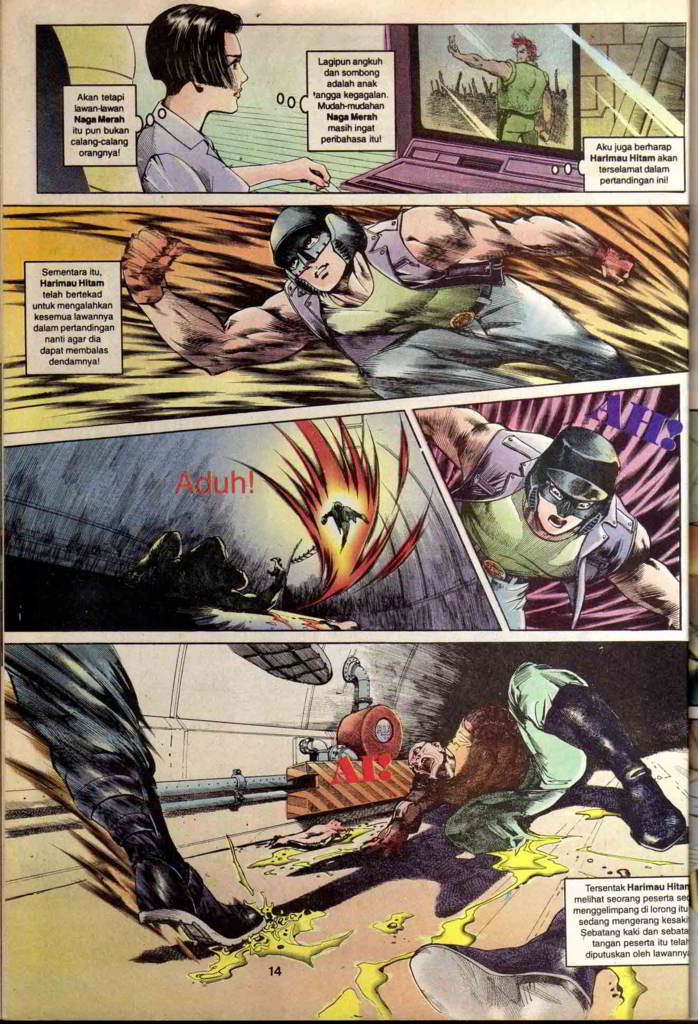 Akan tetapi
lawan-lawan
Naga Merah
itu pun bukan
calang-calang
orangnya!
Lagipun angkuh
dan sombong
adalah anak
tangga kegagalan.
Mudah-mudahan
Naga Merah
masih ingat
peribahasa itu!
Aku juga berharap
Harimau Hitam akan
terselamat dalam
pertandingan ini!
Sementara itu,
Harimau Hitam
telah bertekad
untuk mengalahkan
kesemua lawannya
dalam pertandingan
nanti agar dia
dapat membalas
dendamnya!
Aduh!
AH!
AI!
Tersentak Harimau Hitam
melihat seorang peserta
menggelimpang di lorong itu
sedang mengerang
Sebatang kaki dan
tangan peserta itu
diputuskan oleh lawannya
14